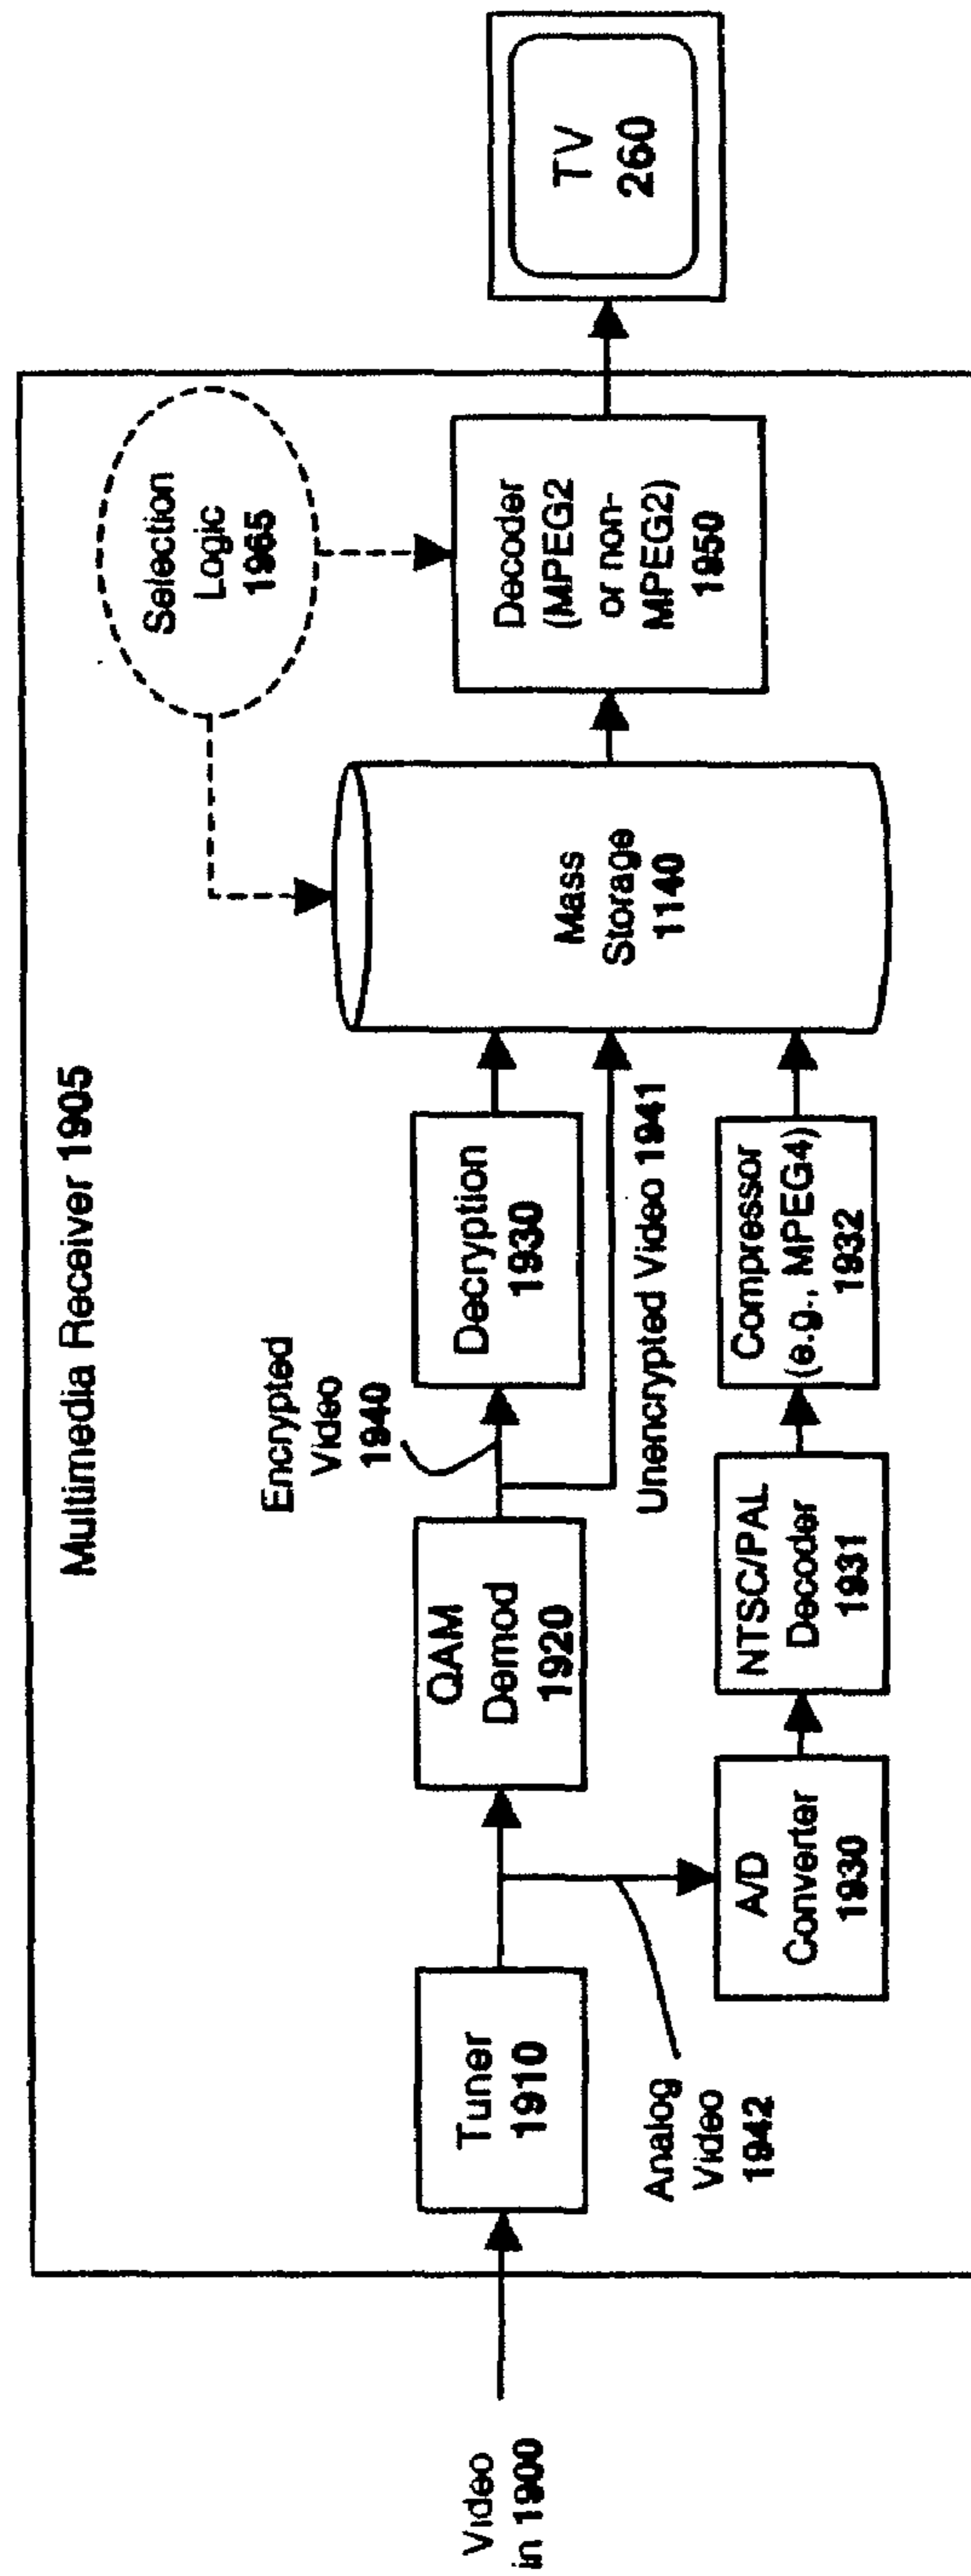 Multimedia Receiver 1905
Selection
Logic
1965
Video
in 1900
Tuner
1910
QAM
Demod
1920
Encrypted
Video
1940
Decryption
1930
Unencrypted Video 1941
Analog
Video
1942
A/D
Converter
1930
NTSC/PAL
Decoder
1931
Compressor
(e.g., MPEG4)
1932
Mass
Storage
1140
Decoder
(MPEG2
or non-
MPEG2)
1950
TV
260